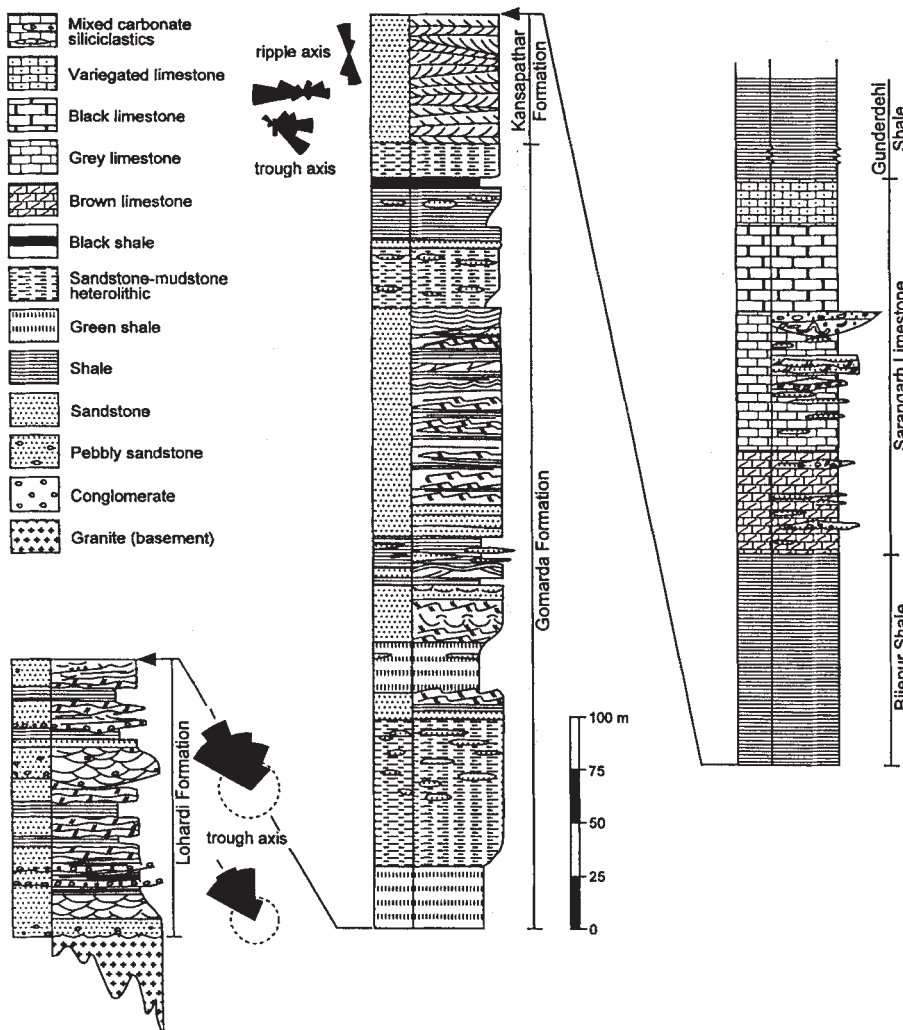 Mixed carbonate
siliciclastics
Variegated limestone
Black limestone
Grey limestone
Brown limestone
Black shale
Sandstone-mudstone
heterolithic
Green shale
Shale
Sandstone
Pebbly sandstone
Conglomerate
Granite (basement)
ripple axis
trough axis
Kansapathar
Formation
Gomarda Formation
Lohardi Formation
trough axis
100 m
75
50
25
0
Gunderdehi
Shale
Sarangarh Limestone
Bijepur Shale